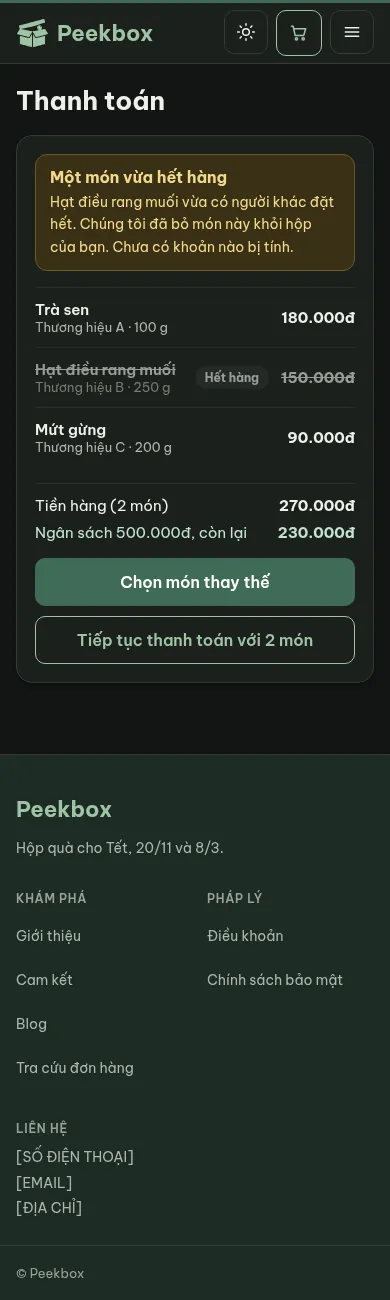 Peekbox
Thanh toán
Một món vừa hết hàng
Hạt điều rang muối vừa có người khác đặt
hết. Chúng tôi đã bỏ món này khỏi hộp
của bạn. Chưa có khoản nào bị tính.
Trà sen
180.000đ
Thương hiệu A · 100 g
Hạt điều rang muối
Hết hàng
150.000đ
Thương hiệu B · 250 g
Mứt gừng
90.000đ
Thương hiệu C · 200 g
Tiền hàng (2 món)
270.000đ
Ngân sách 500.000đ, còn lại
230.000đ
Chọn món thay thế
Tiếp tục thanh toán với 2 món
Peekbox
Hộp quà cho Tết, 20/11 và 8/3.
KHÁM PHÁ
Giới thiệu
Cam kết
Blog
Tra cứu đơn hàng
PHÁP LÝ
Điều khoản
Chính sách bảo mật
LIÊN HỆ
[SỐ ĐIỆN THOẠI]
[EMAIL]
[ĐỊA CHỈ]
© Peekbox